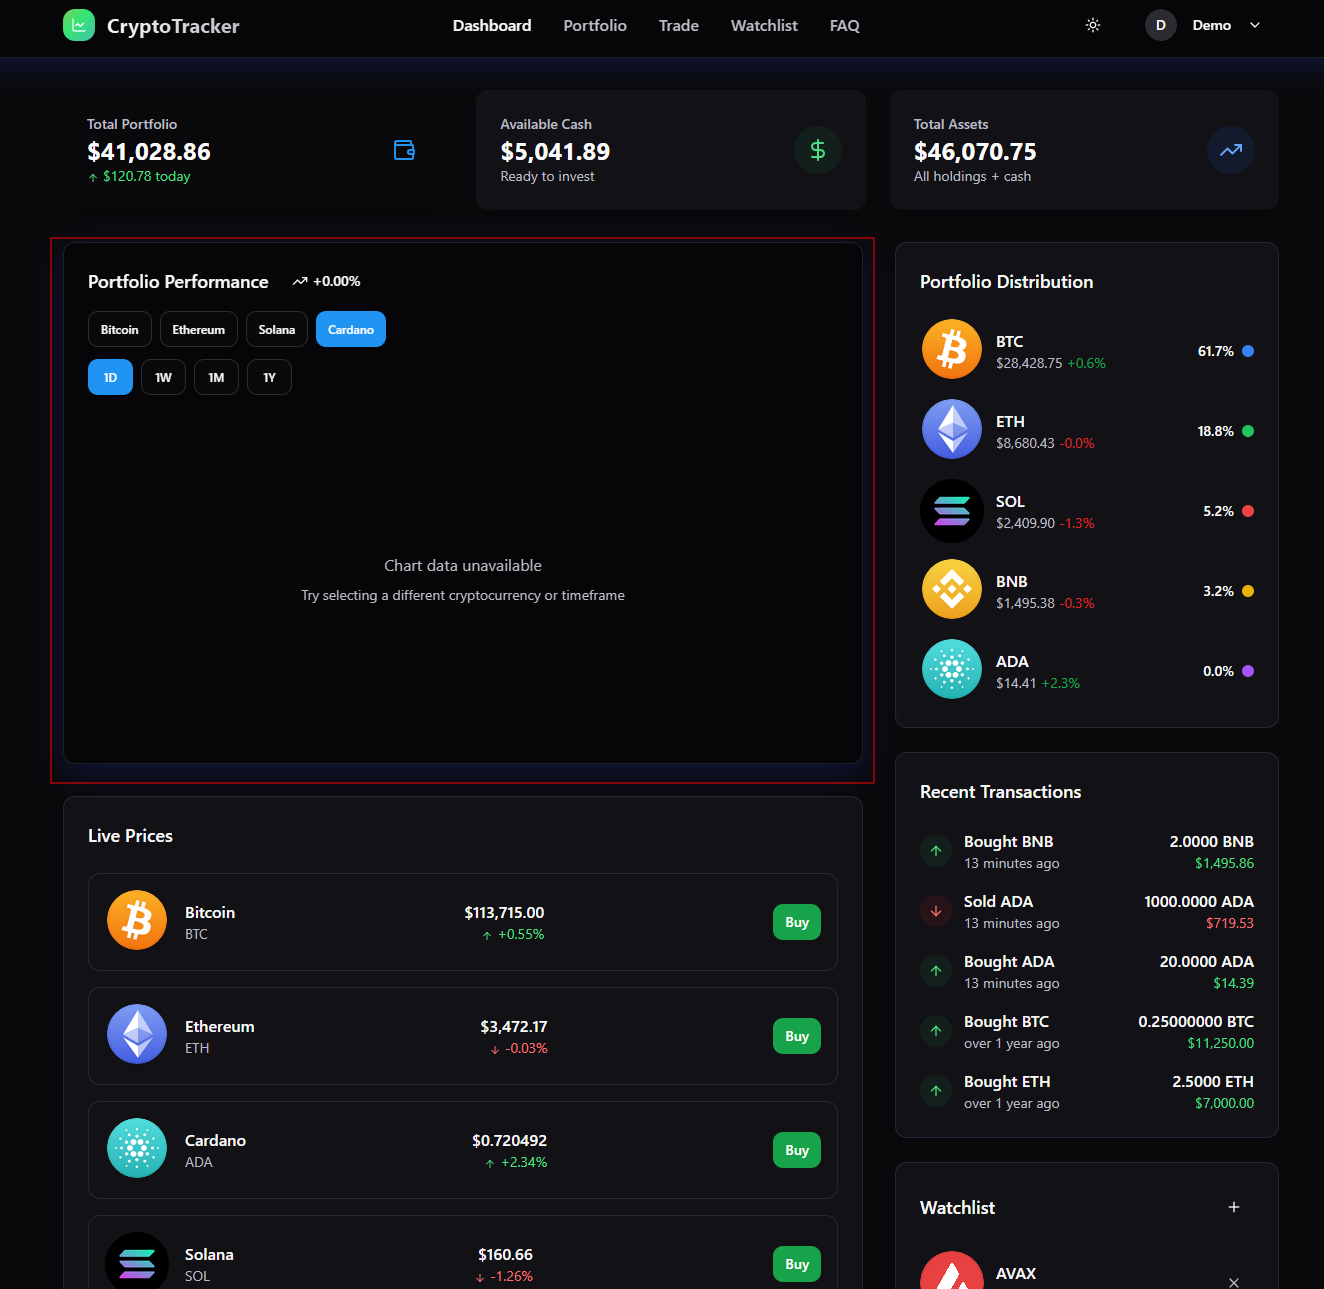 CryptoTracker
Dashboard Portfolio Trade Watchlist FAQ
D Demo
Total Portfolio
$41,028.86
↑ $120.78 today
Available Cash
$5,041.89
Ready to invest
$
Total Assets
$46,070.75
All holdings + cash
Portfolio Performance +0.00%
Bitcoin Ethereum Solana Cardano
1D 1W 1M 1Y
Chart data unavailable
Try selecting a different cryptocurrency or timeframe
Portfolio Distribution
BTC
$28,428.75 +0.6%
61.7%
ETH
$8,680.43 -0.0%
18.8%
SOL
$2,409.90 -1.3%
5.2%
BNB
$1,495.38 -0.3%
3.2%
ADA
$14.41 +2.3%
0.0%
Live Prices
Bitcoin
BTC
$113,715.00
↑ +0.55%
Buy
Ethereum
ETH
$3,472.17
↓ -0.03%
Buy
Cardano
ADA
$0.720492
↑ +2.34%
Buy
Solana
SOL
$160.66
↓ -1.26%
Buy
Recent Transactions
Bought BNB
13 minutes ago
2.0000 BNB
$1,495.86
Sold ADA
13 minutes ago
1000.0000 ADA
$719.53
Bought ADA
13 minutes ago
20.0000 ADA
$14.39
Bought BTC
over 1 year ago
0.25000000 BTC
$11,250.00
Bought ETH
over 1 year ago
2.5000 ETH
$7,000.00
Watchlist +
AVAX